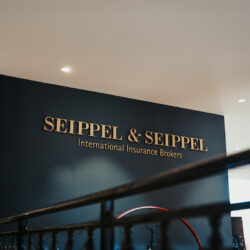 SEIPPEL & SEIPPEL
International Insurance Brokers